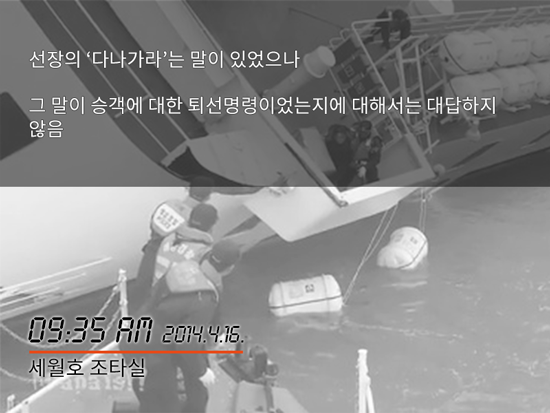 선장의 ‘다나가라’는 말이 있었으나
그 말이 승객에 대한 퇴선명령이었는지에 대해서는 대답하지
않음
09:35 AM 2014.4.16.
세월호 조타실